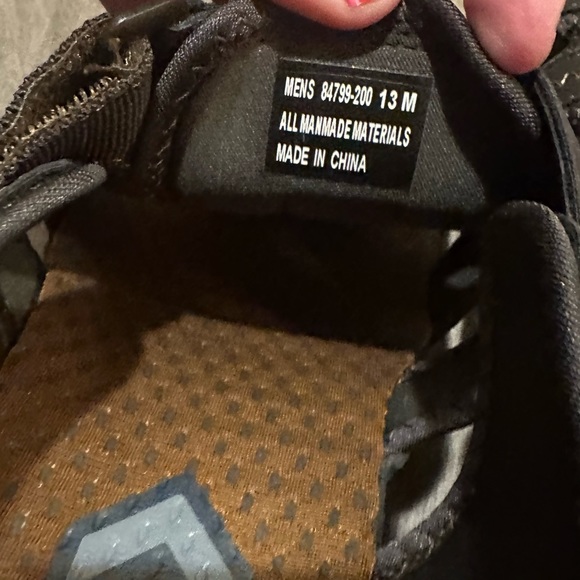 MENS 84799-200 13 M
ALL MANMADE MATERIALS
MADE IN CHINA